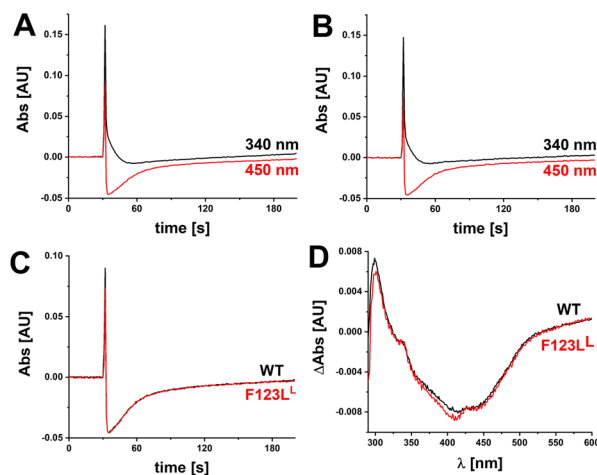 A
Abs [AU]
0.15
0.10
0.05
0.00
-0.05
340 nm
450 nm
0
60
120
180
time [s]
B
Abs [AU]
0.15
0.10
0.05
0.00
-0.05
340 nm
450 nm
0
60
120
180
time [s]
C
Abs [AU]
0.10
0.05
0.00
-0.05
WT
F123L^L
0
60
120
180
time [s]
D
ΔAbs [AU]
0.008
0.004
0.000
-0.004
-0.008
WT
F123L^L
300
350
400
450
500
550
600
λ [nm]